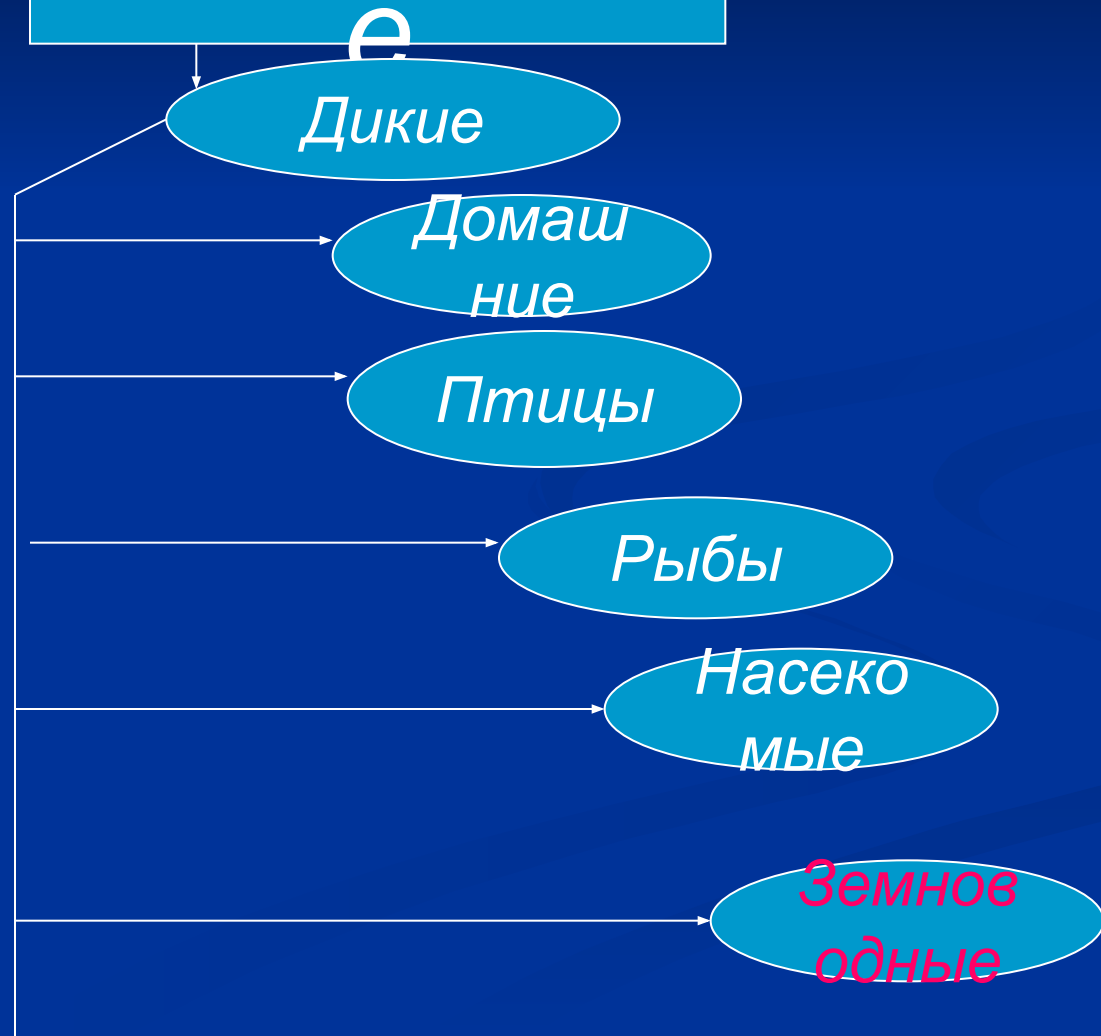 е
Дикие
Домаш
ние
Птицы
Рыбы
Насеко
мые
Земнов
одные